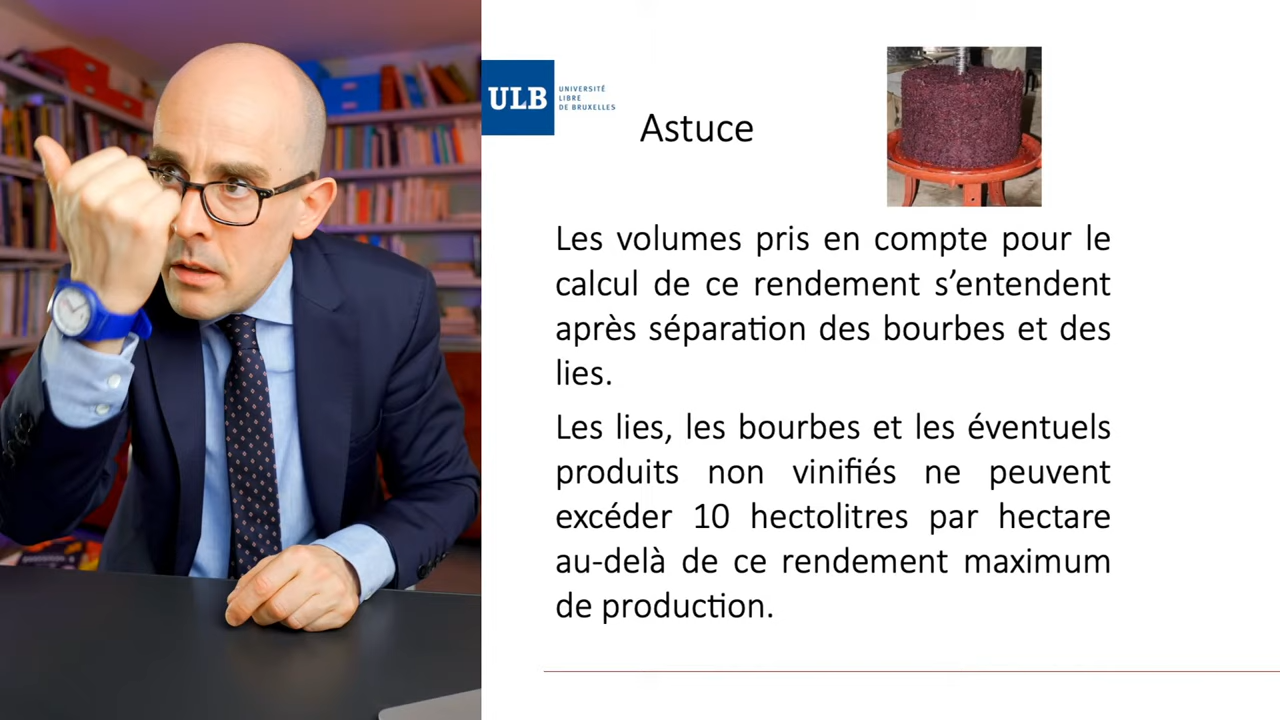 ULB
UNIVERSITÉ
LIBRE
DE BRUXELLES
Astuce
Les volumes pris en compte pour le
calcul de ce rendement s’entendent
après séparation des bourbes et des
lies.
Les lies, les bourbes et les éventuels
produits non vinifiés ne peuvent
excéder 10 hectolitres par hectare
au-delà de ce rendement maximum
de production.